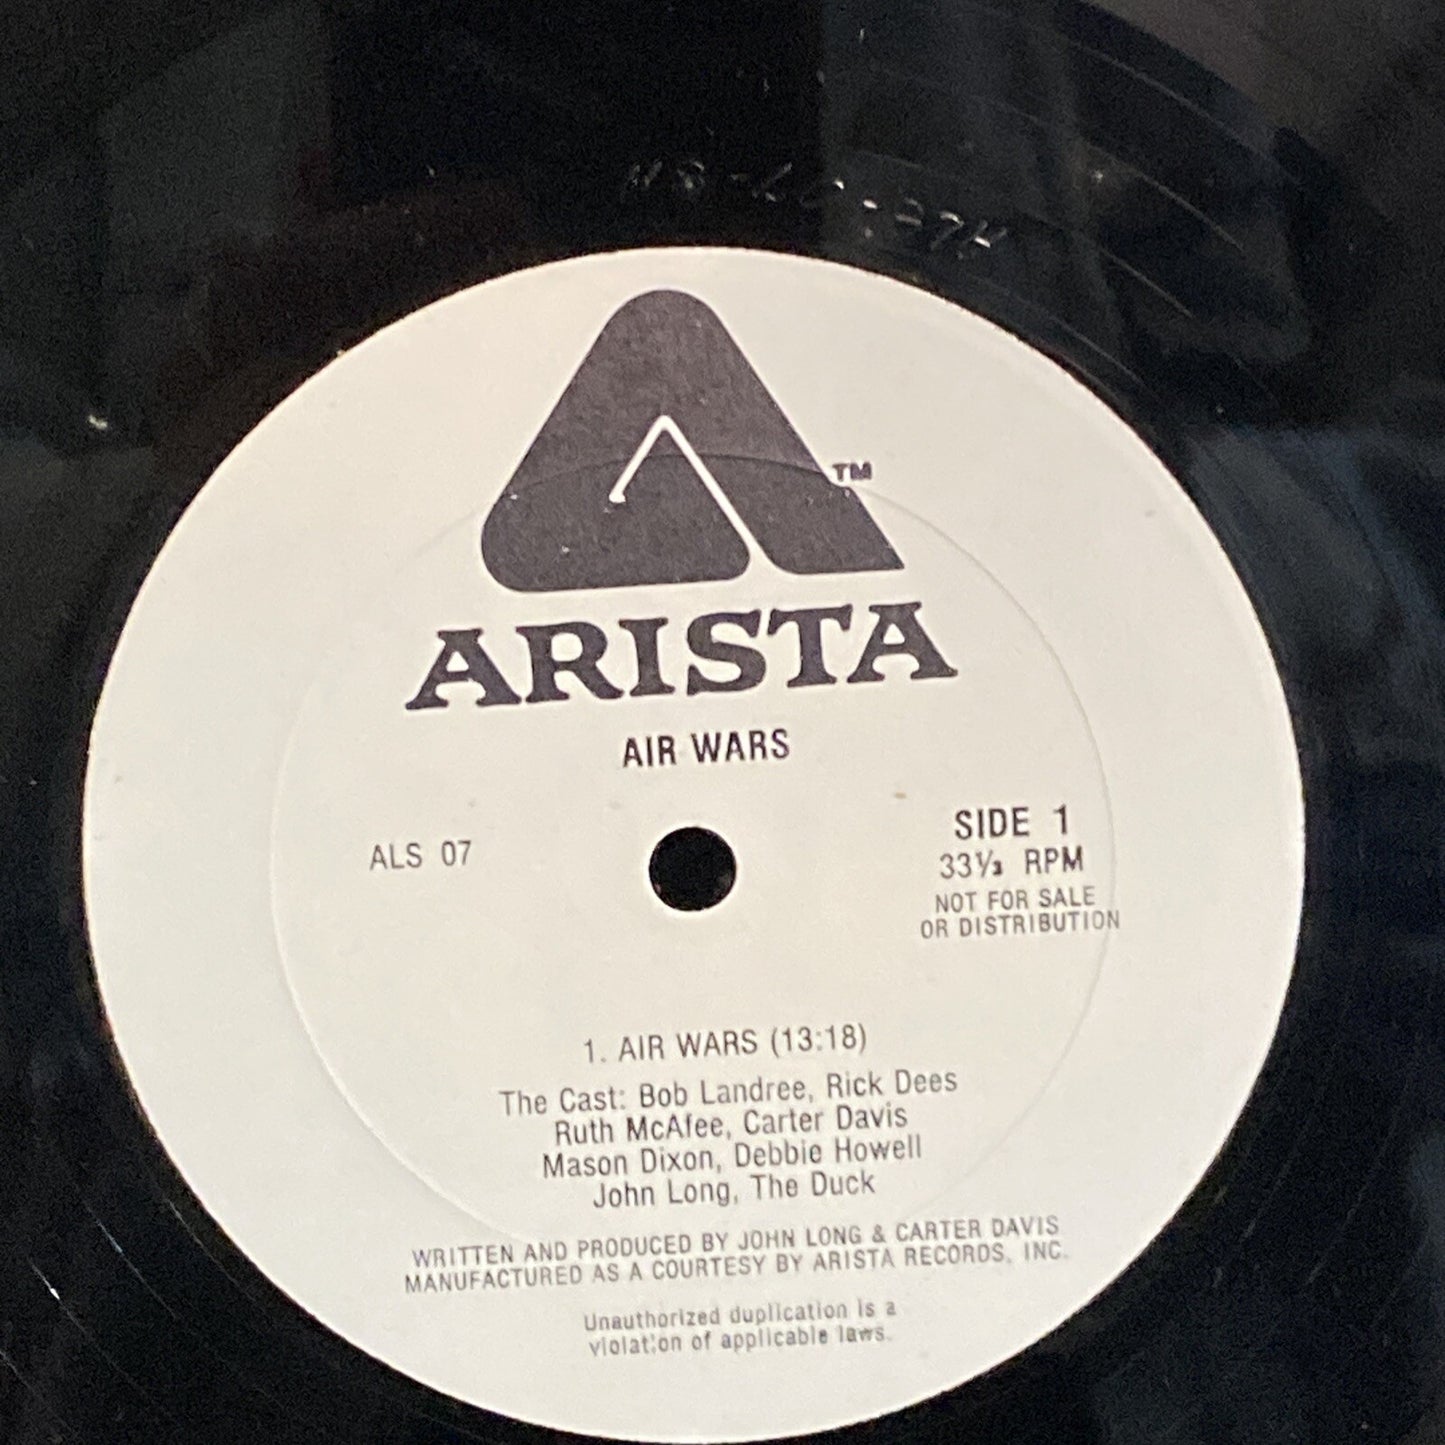 TM
ARISTA
AIR WARS
ALS 07
SIDE 1
33⅓ RPM
NOT FOR SALE
OR DISTRIBUTION
1. AIR WARS (13:18)
The Cast: Bob Landree, Rick Dees
Ruth McAfee, Carter Davis
Mason Dixon, Debbie Howell
John Long, The Duck
WRITTEN AND PRODUCED BY JOHN LONG & CARTER DAVIS
MANUFACTURED AS A COURTESY BY ARISTA RECORDS, INC.
Unauthorized duplication is a
violation of applicable laws.